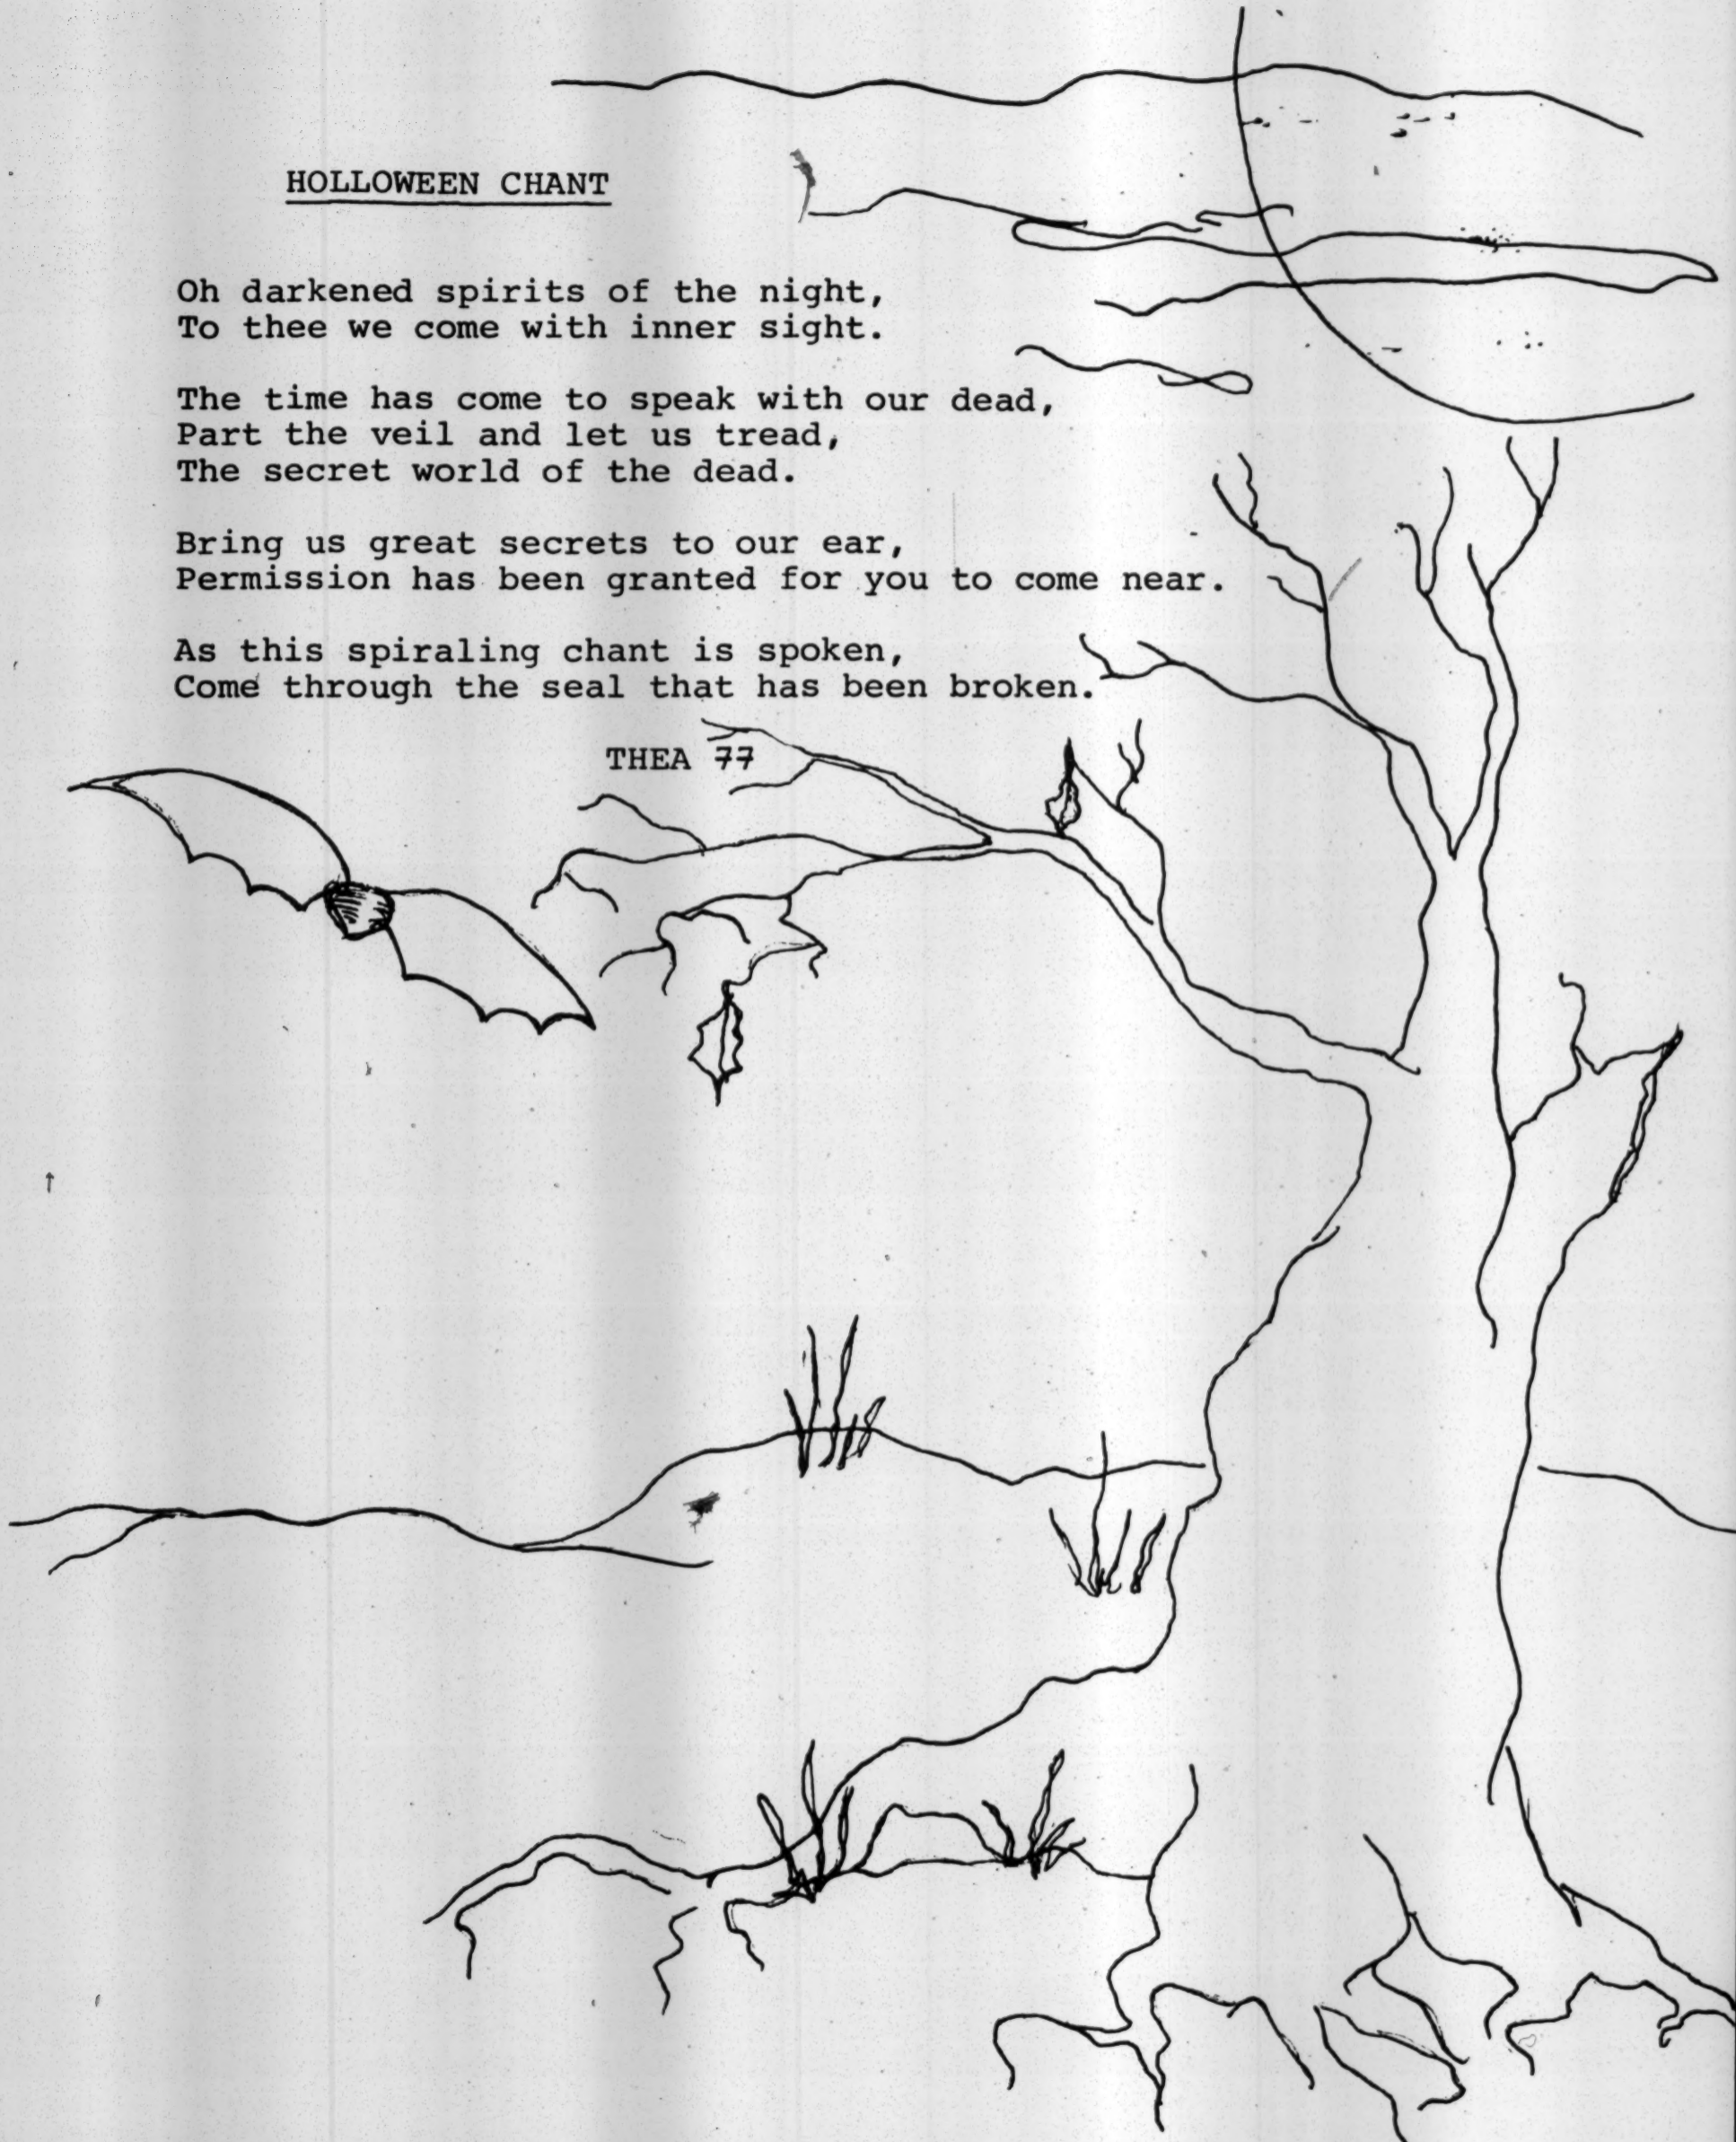 HOLLOWEEN CHANT
Oh darkened spirits of the night,
To thee we come with inner sight.
The time has come to speak with our dead,
Part the veil and let us tread,
The secret world of the dead.
Bring us great secrets to our ear,
Permission has been granted for you to come near.
As this spiraling chant is spoken,
Come through the seal that has been broken.
THEA 77